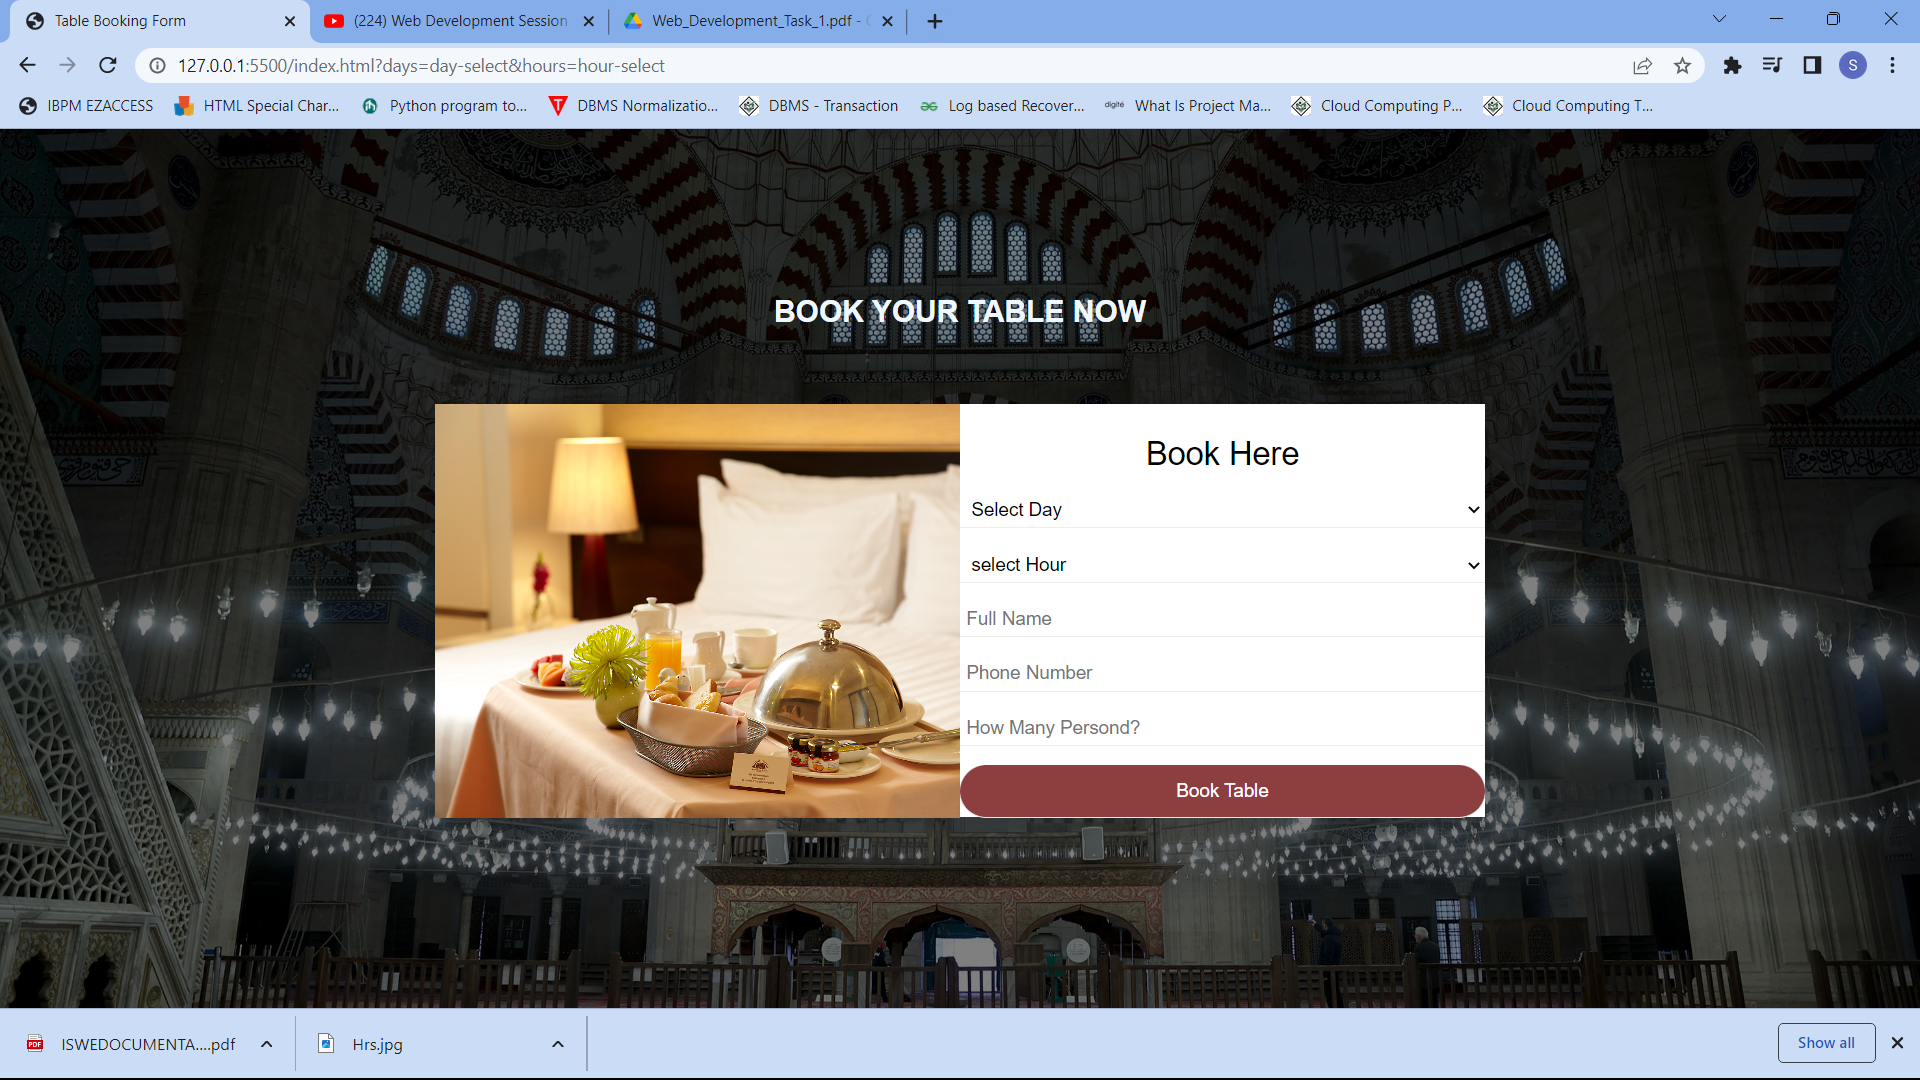 Table Booking Form
(224) Web Development Session
Web_Development_Task_1.pdf -
127.0.0.1:5500/index.html?days=day-select&hours=hour-select
S
IBPM EZACCESS
HTML Special Char...
Python program to...
DBMS Normalizatio...
DBMS - Transaction
Log based Recover...
digité
What Is Project Ma...
Cloud Computing P...
Cloud Computing T...
BOOK YOUR TABLE NOW
Book Here
Select Day
select Hour
Full Name
Phone Number
How Many Persond?
Book Table
PDF
ISWEDOCUMENTA....pdf
Hrs.jpg
Show all